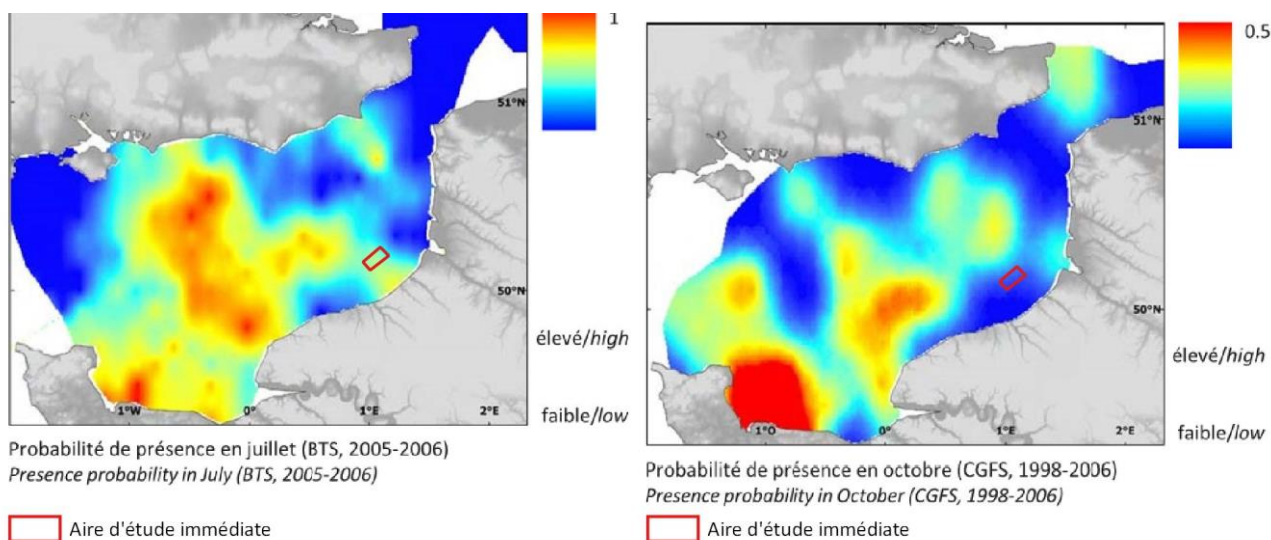 1
51°N
50°N
élevé/high
faible/low
1°W
0°
1°E
2°E
Probabilité de présence en juillet (BTS, 2005-2006)
Presence probability in July (BTS, 2005-2006)
Aire d'étude immédiate
0.5
51°N
50°N
élevé/high
faible/low
1°O
0°
1°E
2°E
Probabilité de présence en octobre (CGFS, 1998-2006)
Presence probability in October (CGFS, 1998-2006)
Aire d'étude immédiate